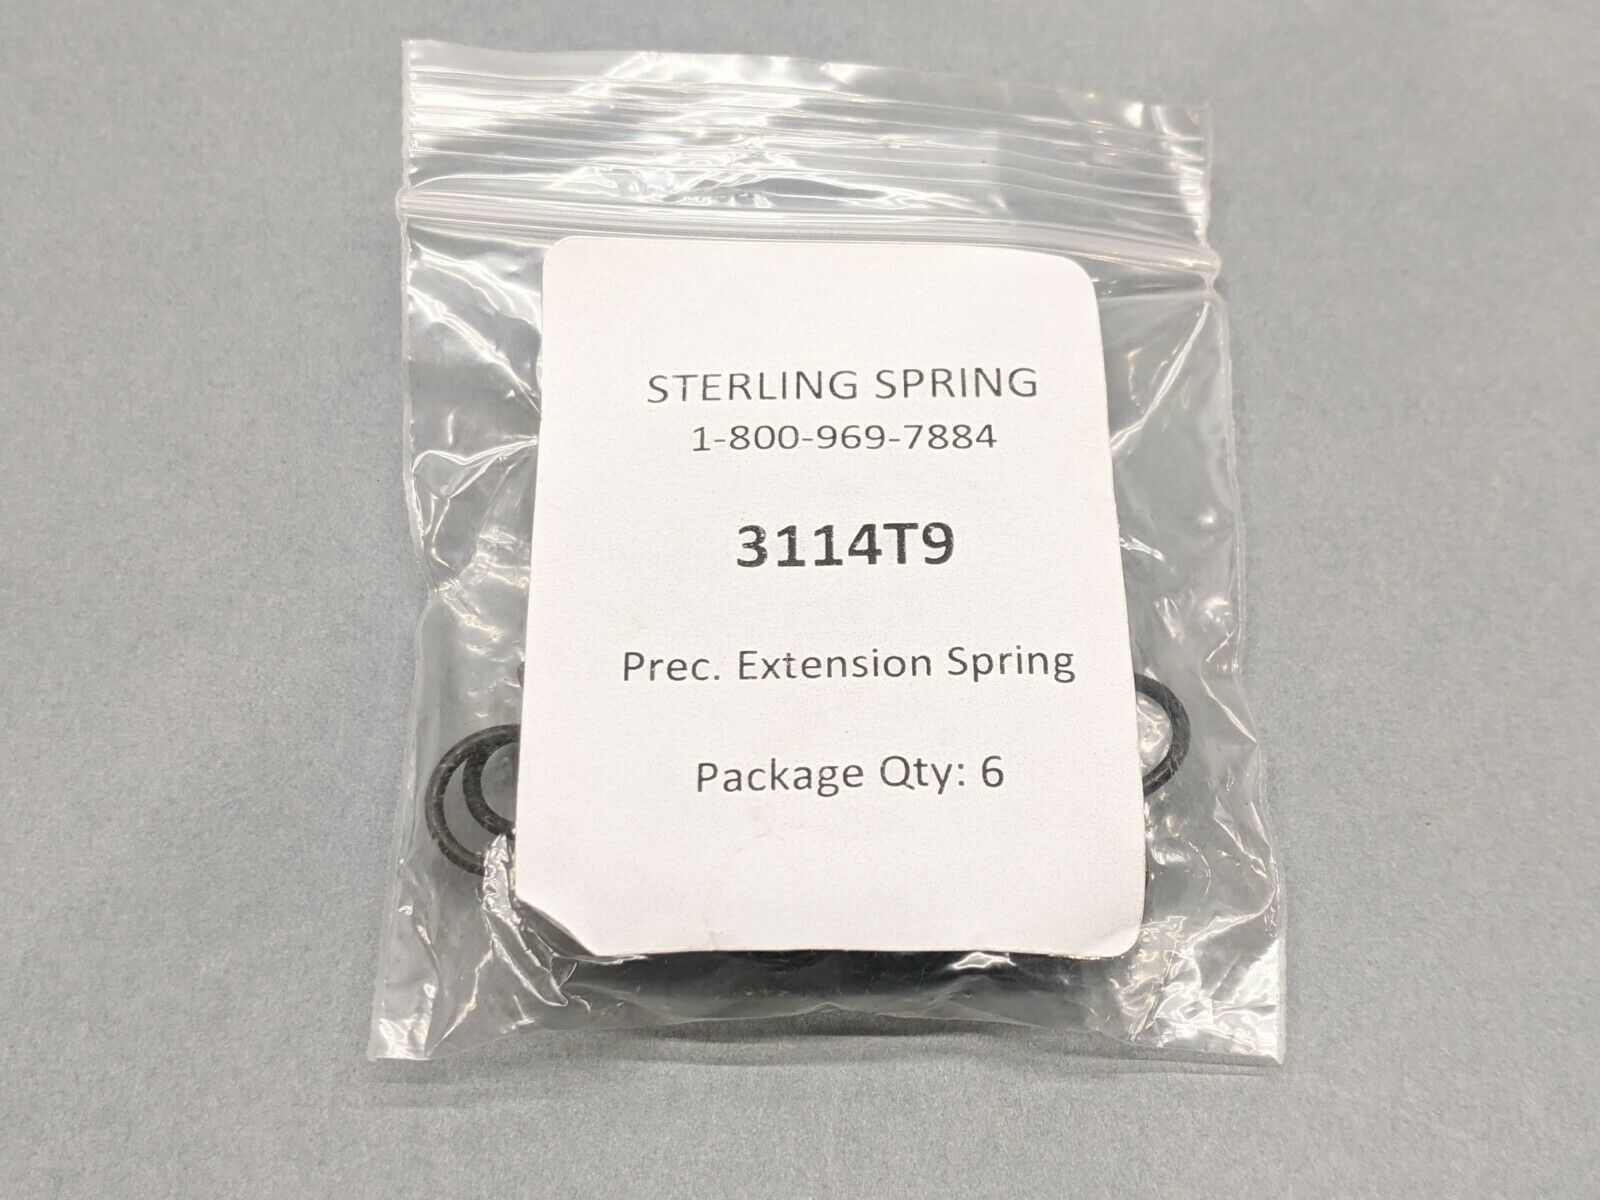 STERLING SPRING
1-800-969-7884
3114T9
Prec. Extension Spring
Package Qty: 6